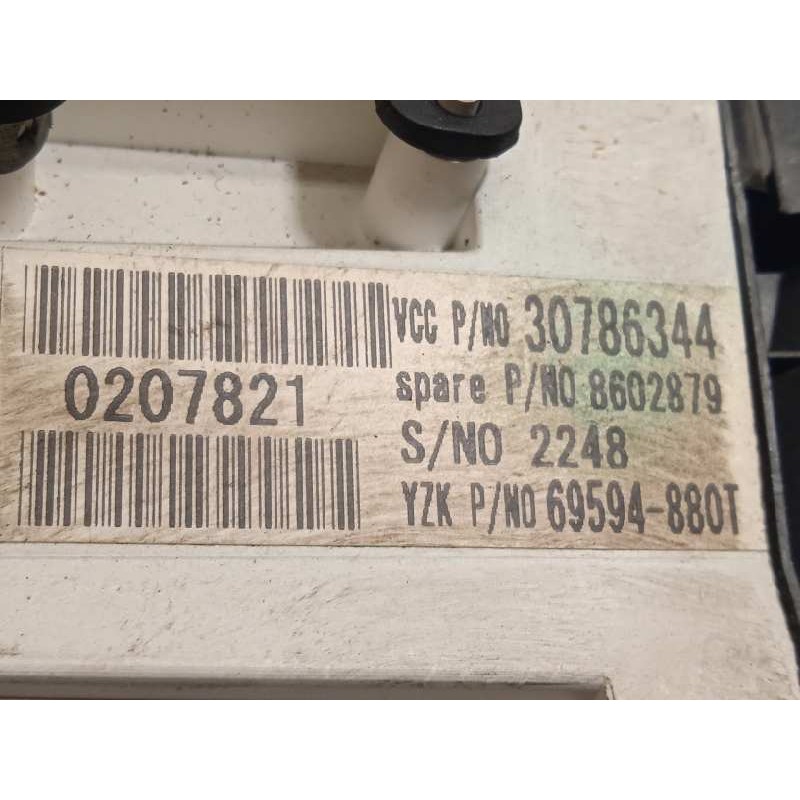 VCC P/NO 30786344
0207821
spare P/NO 8602879
S/NO 2248
YZK P/NO 69594-880T